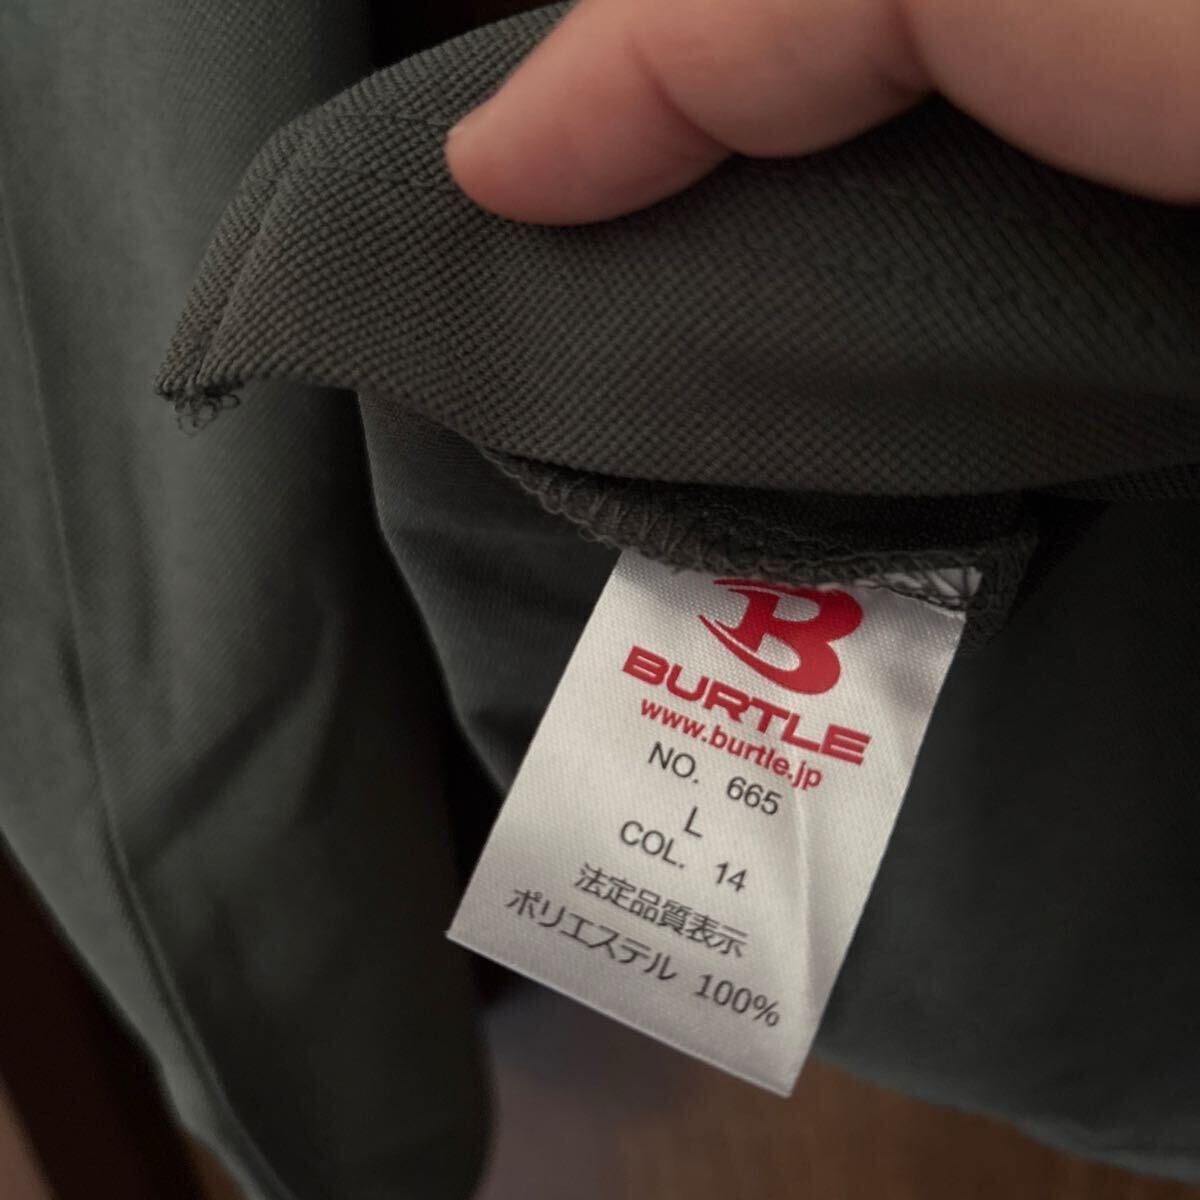 B
BURTLE
www.burtle.jp
NO. 665
L
COL. 14
法定品質表示
ポリエステル 100%